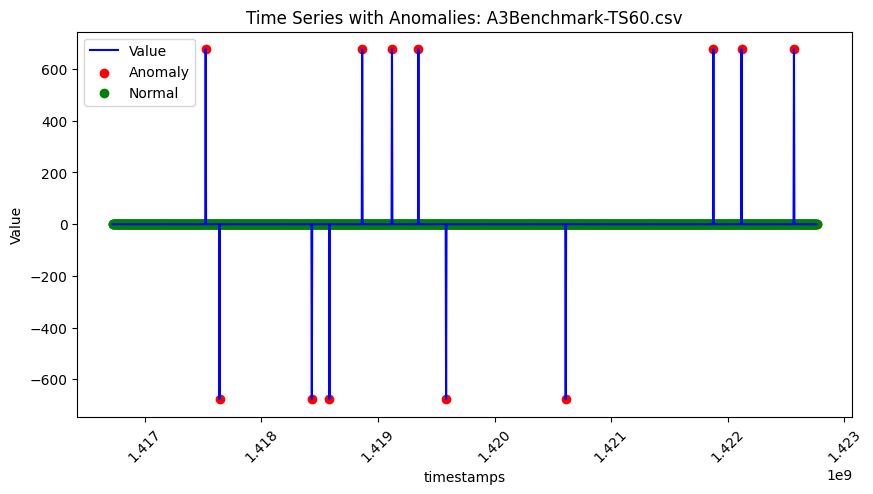 Time Series with Anomalies: A3Benchmark-TS60.csv
Value
Anomaly
Normal
600
400
200
0
−200
−400
−600
Value
1.417
1.418
1.419
1.420
1.421
1.422
1.423
1e9
timestamps